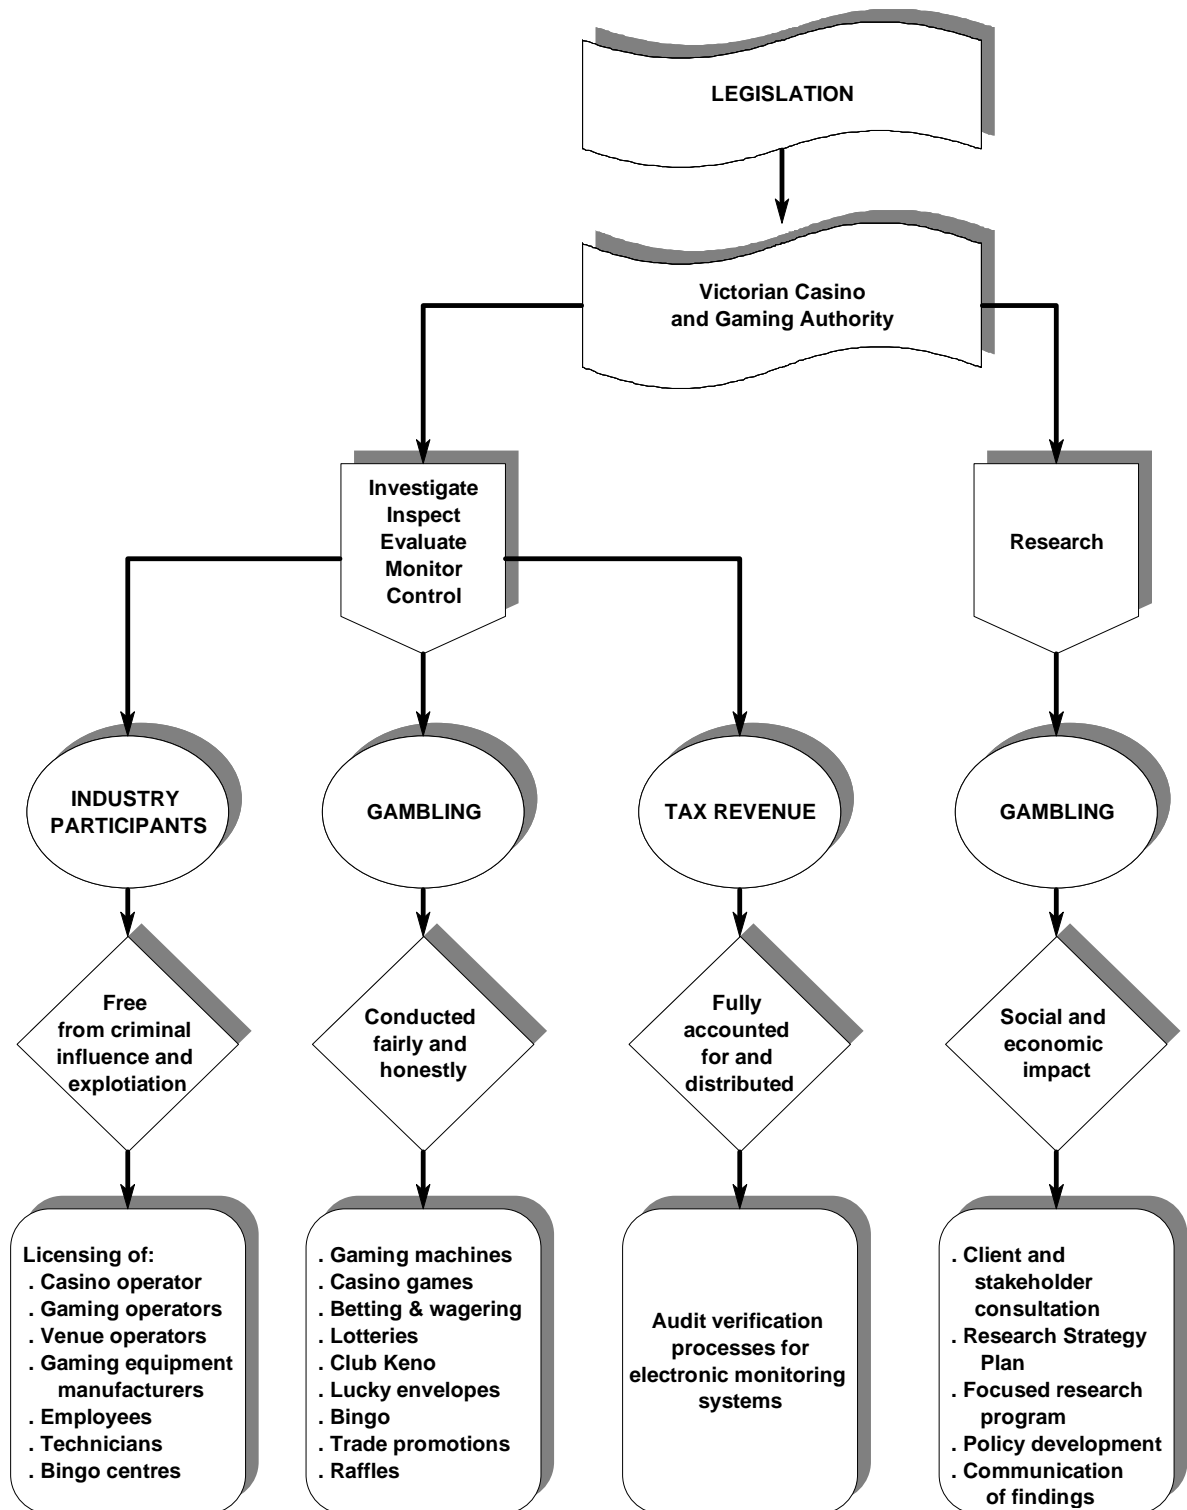 LEGISLATION
Victorian Casino
and Gaming Authority
Investigate
Inspect
Evaluate
Monitor
Control
Research
INDUSTRY
PARTICIPANTS
GAMBLING
TAX REVENUE
GAMBLING
Free
from criminal
influence and
explotiation
Conducted
fairly and
honestly
Fully
accounted
for and
distributed
Social and
economic
impact
Licensing of:
. Casino operator
. Gaming operators
. Venue operators
. Gaming equipment
manufacturers
. Employees
. Technicians
. Bingo centres
. Gaming machines
. Casino games
. Betting & wagering
. Lotteries
. Club Keno
. Lucky envelopes
. Bingo
. Trade promotions
. Raffles
Audit verification
processes for
electronic monitoring
systems
. Client and
stakeholder
consultation
. Research Strategy
Plan
. Focused research
program
. Policy development
. Communication
of findings